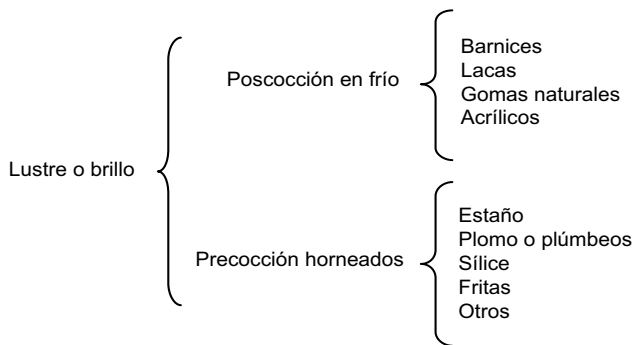 Lustre o brillo
Poscocción en frío
Barnices
Lacas
Gomas naturales
Acrílicos
Precocción horneados
Estaño
Plomo o plúmbeos
Sílice
Fritas
Otros